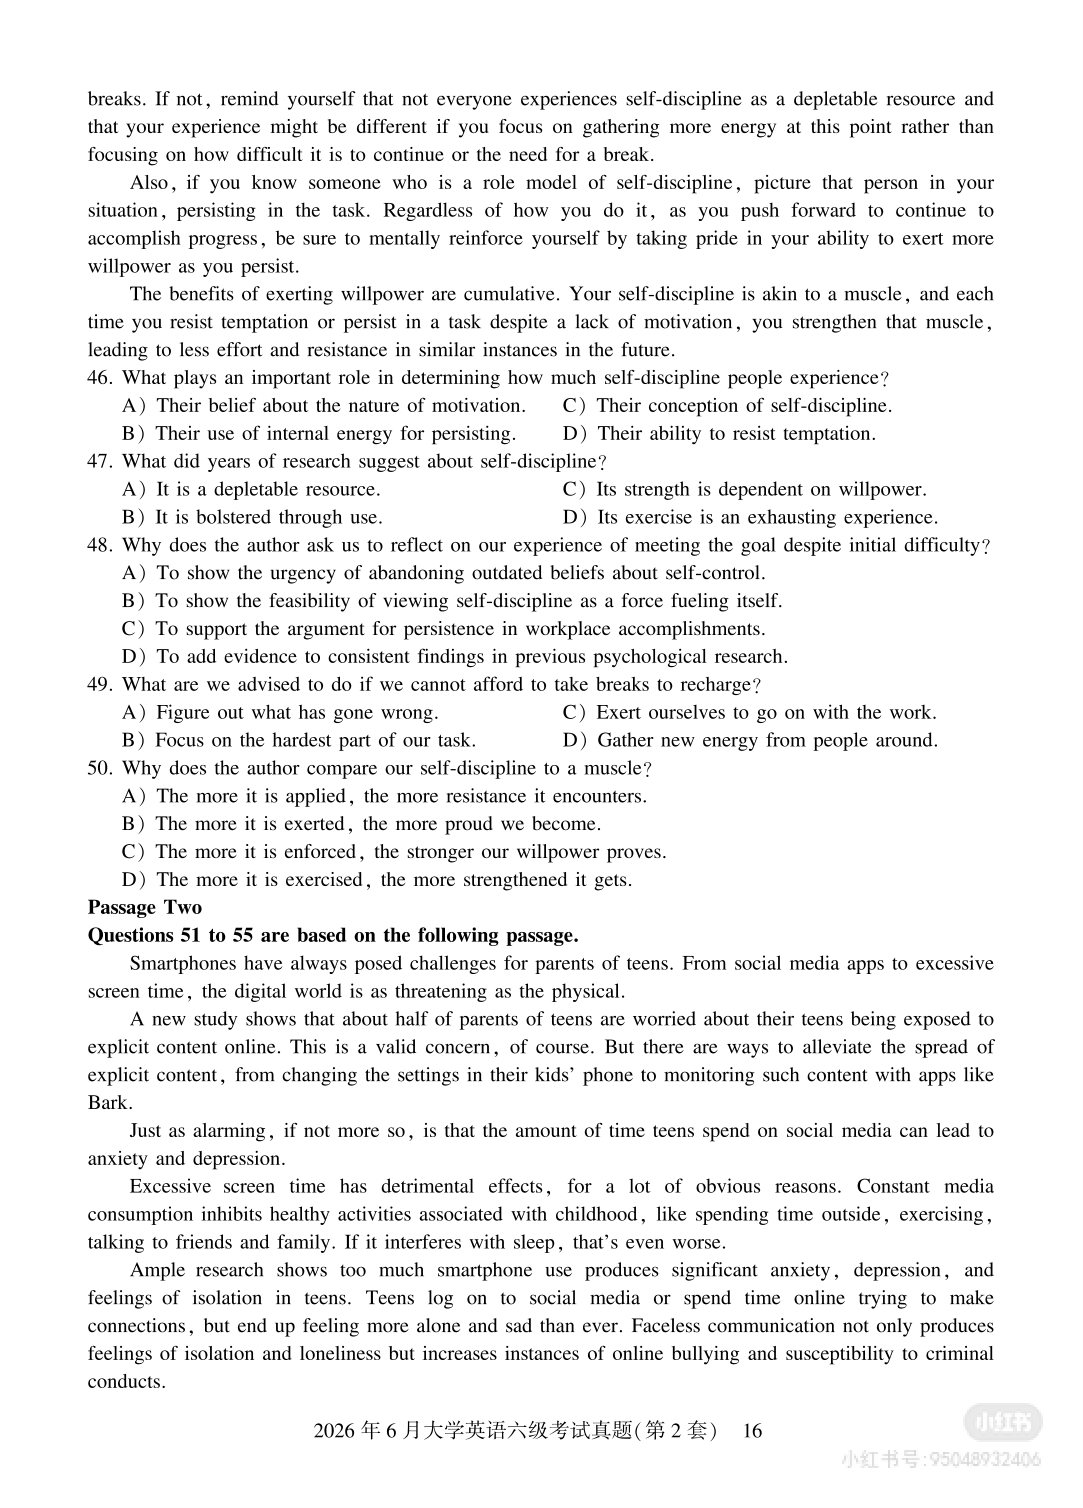 breaks. If not, remind yourself that not everyone experiences self-discipline as a depletable resource and
that your experience might be different if you focus on gathering more energy at this point rather than
focusing on how difficult it is to continue or the need for a break.
Also, if you know someone who is a role model of self-discipline, picture that person in your
situation, persisting in the task. Regardless of how you do it, as you push forward to continue to
accomplish progress, be sure to mentally reinforce yourself by taking pride in your ability to exert more
willpower as you persist.
The benefits of exerting willpower are cumulative. Your self-discipline is akin to a muscle, and each
time you resist temptation or persist in a task despite a lack of motivation, you strengthen that muscle,
leading to less effort and resistance in similar instances in the future.
46. What plays an important role in determining how much self-discipline people experience?
A) Their belief about the nature of motivation. C) Their conception of self-discipline.
B) Their use of internal energy for persisting. D) Their ability to resist temptation.
47. What did years of research suggest about self-discipline?
A) It is a depletable resource. C) Its strength is dependent on willpower.
B) It is bolstered through use. D) Its exercise is an exhausting experience.
48. Why does the author ask us to reflect on our experience of meeting the goal despite initial difficulty?
A) To show the urgency of abandoning outdated beliefs about self-control.
B) To show the feasibility of viewing self-discipline as a force fueling itself.
C) To support the argument for persistence in workplace accomplishments.
D) To add evidence to consistent findings in previous psychological research.
49. What are we advised to do if we cannot afford to take breaks to recharge?
A) Figure out what has gone wrong. C) Exert ourselves to go on with the work.
B) Focus on the hardest part of our task. D) Gather new energy from people around.
50. Why does the author compare our self-discipline to a muscle?
A) The more it is applied, the more resistance it encounters.
B) The more it is exerted, the more proud we become.
C) The more it is enforced, the stronger our willpower proves.
D) The more it is exercised, the more strengthened it gets.
Passage Two
Questions 51 to 55 are based on the following passage.
Smartphones have always posed challenges for parents of teens. From social media apps to excessive
screen time, the digital world is as threatening as the physical.
A new study shows that about half of parents of teens are worried about their teens being exposed to
explicit content online. This is a valid concern, of course. But there are ways to alleviate the spread of
explicit content, from changing the settings in their kids' phone to monitoring such content with apps like
Bark.
Just as alarming, if not more so, is that the amount of time teens spend on social media can lead to
anxiety and depression.
Excessive screen time has detrimental effects, for a lot of obvious reasons. Constant media
consumption inhibits healthy activities associated with childhood, like spending time outside, exercising,
talking to friends and family. If it interferes with sleep, that's even worse.
Ample research shows too much smartphone use produces significant anxiety, depression, and
feelings of isolation in teens. Teens log on to social media or spend time online trying to make
connections, but end up feeling more alone and sad than ever. Faceless communication not only produces
feelings of isolation and loneliness but increases instances of online bullying and susceptibility to criminal
conducts.
2026 年 6 月大学英语六级考试真题(第 2 套) 16
小红书
小红书号:95048932406